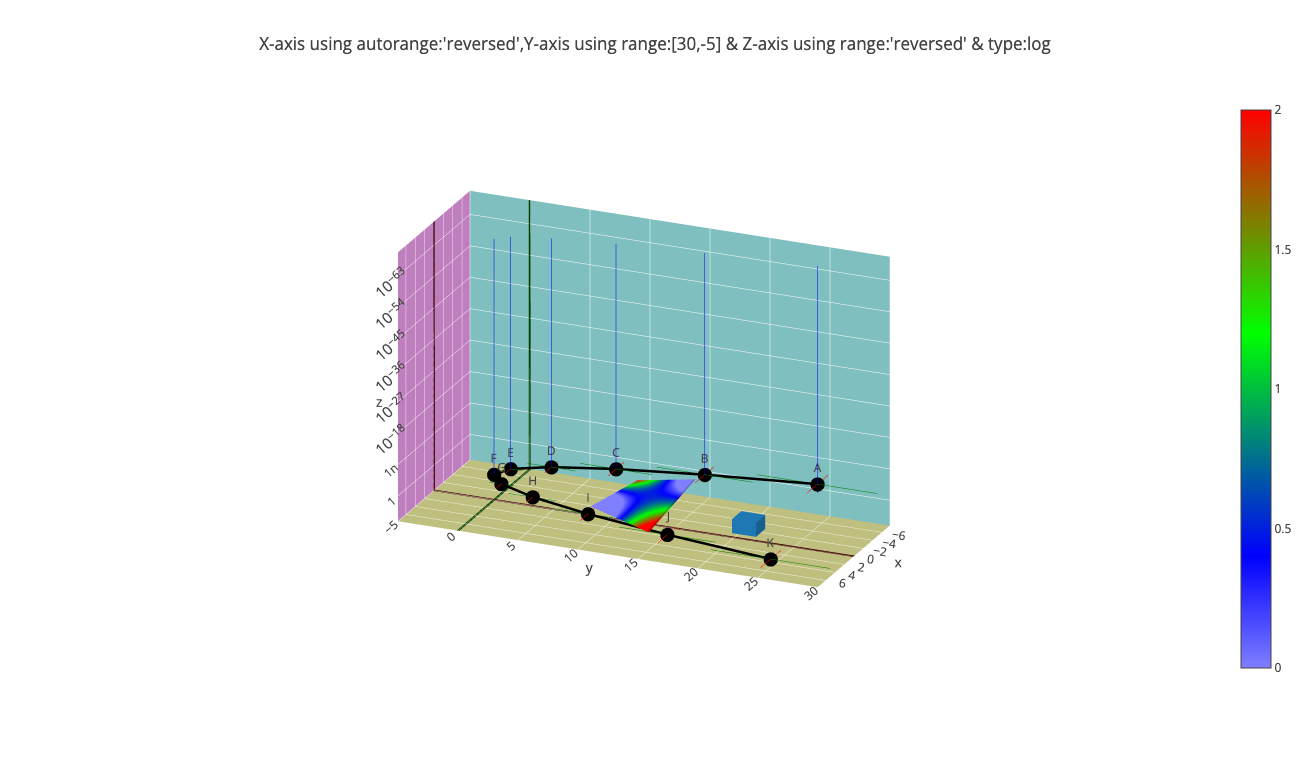 X-axis using autorange:'reversed',Y-axis using range:[30,-5] & Z-axis using range:'reversed' & type:log
2
1.5
1
0.5
0
10−63
10−54
10−45
10−36
10−27
10−18
1n
1
z
−5
0
5
10
15
20
25
30
y
−6
−4
−2
0
2
4
6
x
A
B
C
D
E
F
G
H
I
J
K